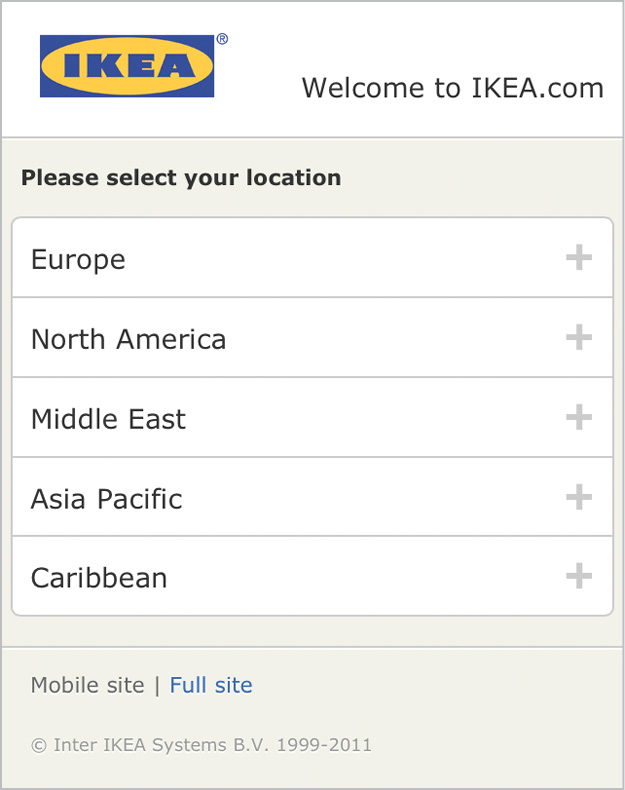 IKEA®
Welcome to IKEA.com
Please select your location
Europe
North America
Middle East
Asia Pacific
Caribbean
Mobile site | Full site
© Inter IKEA Systems B.V. 1999-2011